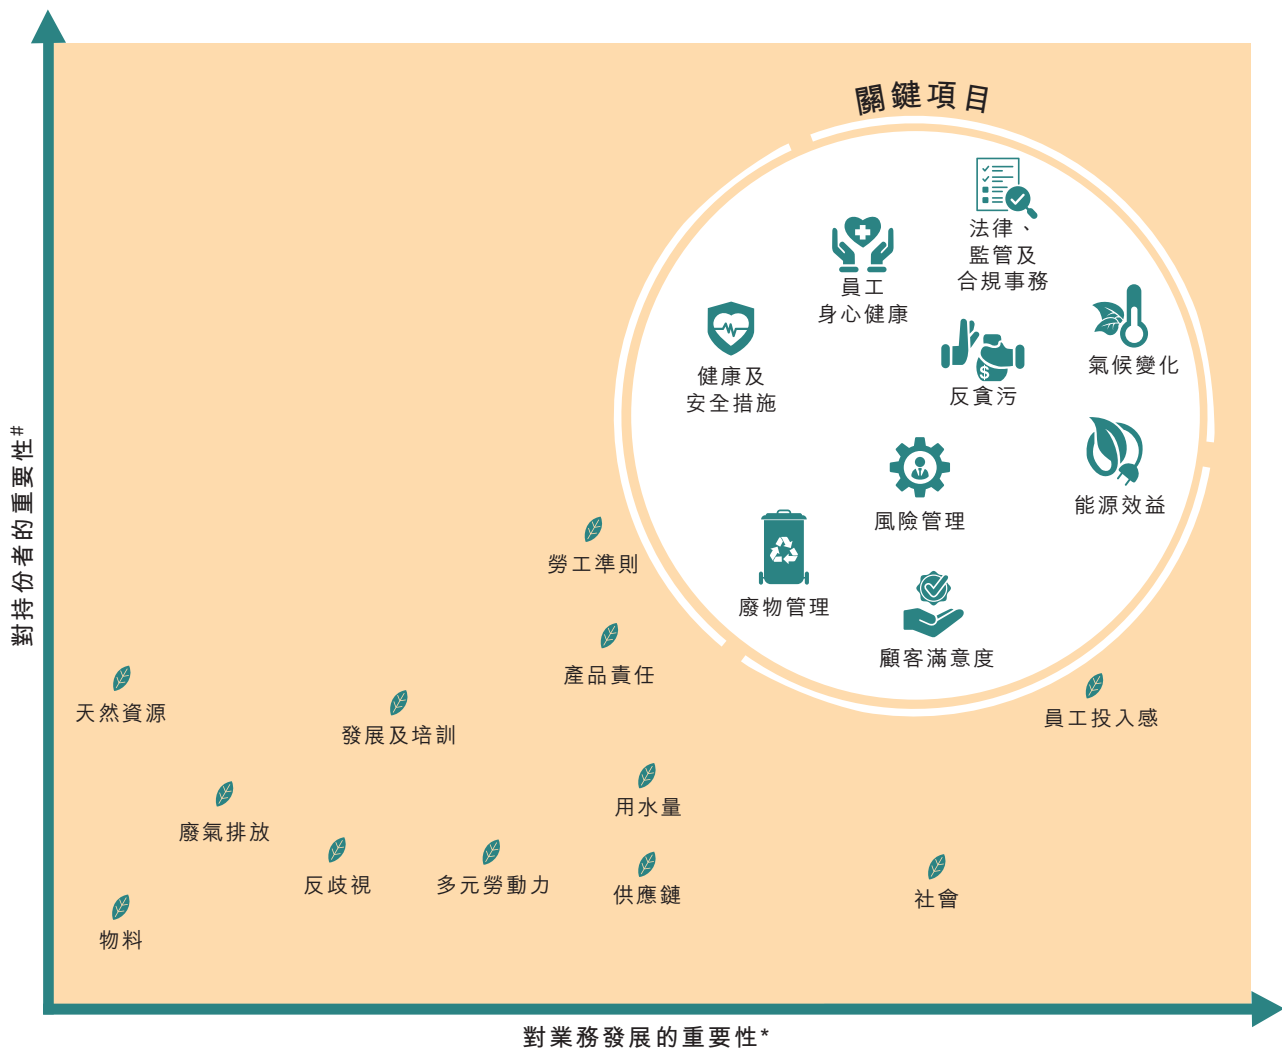 關鍵項目
法律、
監管及
合規事務
員工
身心健康
氣候變化
健康及
安全措施
反貪污
$
能源效益
風險管理
廢物管理
顧客滿意度
勞工準則
產品責任
天然資源
發展及培訓
員工投入感
用水量
廢氣排放
反歧視
多元勞動力
供應鏈
社會
物料
對持份者的重要性#
對業務發展的重要性*